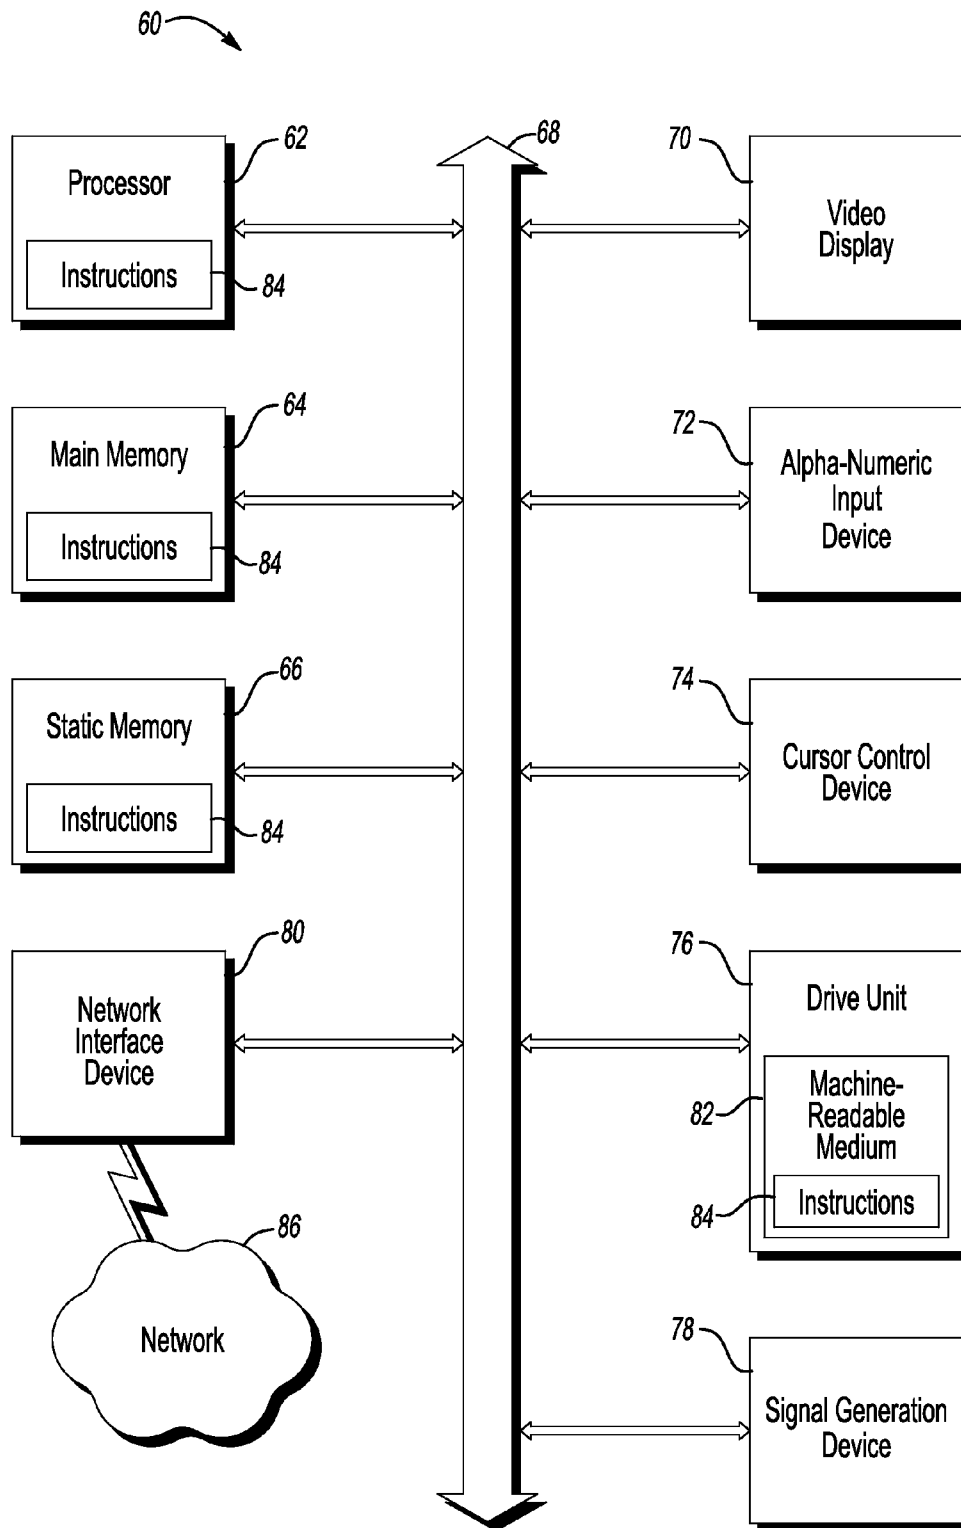 60
62
Processor
Instructions
84
68
70
Video
Display
64
Main Memory
Instructions
84
72
Alpha-Numeric
Input
Device
66
Static Memory
Instructions
84
74
Cursor Control
Device
80
Network
Interface
Device
76
Drive Unit
82
Machine-
Readable
Medium
84
Instructions
86
Network
78
Signal Generation
Device